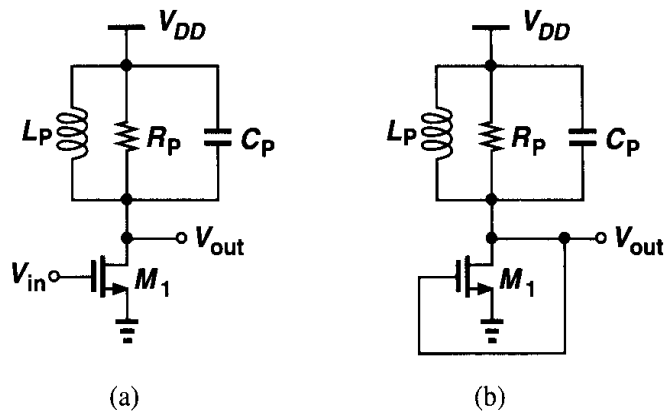 V_DD
L_P
R_P
C_P
V_out
V_in
M_1
(a)
V_DD
L_P
R_P
C_P
V_out
M_1
(b)